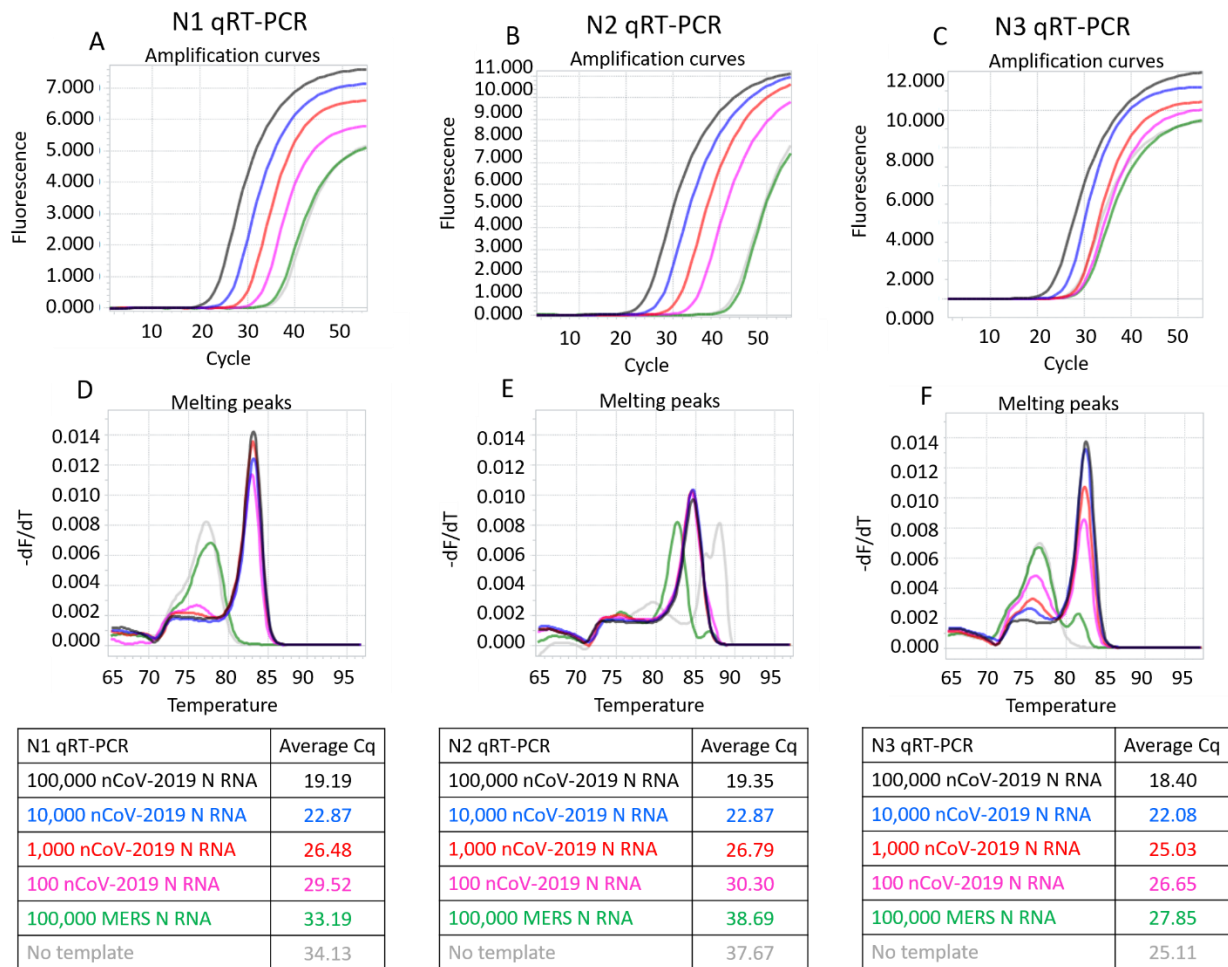 N1 qRT-PCR
A
Amplification curves
7.000
6.000
5.000
4.000
3.000
2.000
1.000
0.000
Fluorescence
10 20 30 40 50
Cycle
N2 qRT-PCR
B
Amplification curves
11.000
10.000
9.000
8.000
7.000
6.000
5.000
4.000
3.000
2.000
1.000
0.000
Fluorescence
10 20 30 40 50
Cycle
N3 qRT-PCR
C
Amplification curves
12.000
10.000
8.000
6.000
4.000
2.000
0.000
Fluorescence
10 20 30 40 50
Cycle
D
Melting peaks
0.014
0.012
0.010
0.008
0.006
0.004
0.002
0.000
-dF/dT
65 70 75 80 85 90 95
Temperature
E
Melting peaks
0.014
0.012
0.010
0.008
0.006
0.004
0.002
0.000
-dF/dT
65 70 75 80 85 90 95
Temperature
F
Melting peaks
0.014
0.012
0.010
0.008
0.006
0.004
0.002
0.000
-dF/dT
65 70 75 80 85 90 95
Temperature
N1 qRT-PCR Average Cq
100,000 nCoV-2019 N RNA 19.19
10,000 nCoV-2019 N RNA 22.87
1,000 nCoV-2019 N RNA 26.48
100 nCoV-2019 N RNA 29.52
100,000 MERS N RNA 33.19
No template 34.13
N2 qRT-PCR Average Cq
100,000 nCoV-2019 N RNA 19.35
10,000 nCoV-2019 N RNA 22.87
1,000 nCoV-2019 N RNA 26.79
100 nCoV-2019 N RNA 30.30
100,000 MERS N RNA 38.69
No template 37.67
N3 qRT-PCR Average Cq
100,000 nCoV-2019 N RNA 18.40
10,000 nCoV-2019 N RNA 22.08
1,000 nCoV-2019 N RNA 25.03
100 nCoV-2019 N RNA 26.65
100,000 MERS N RNA 27.85
No template 25.11